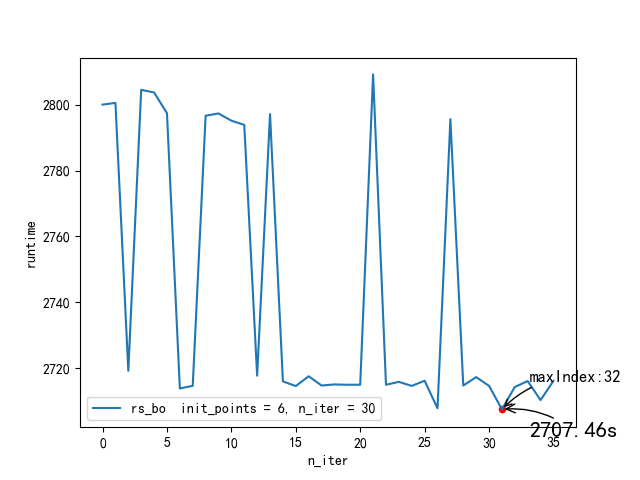 runtime
2800
2780
2760
2740
2720
maxIndex:32
rs_bo  init_points = 6, n_iter = 30
2707.46s
0 5 10 15 20 25 30 35
n_iter